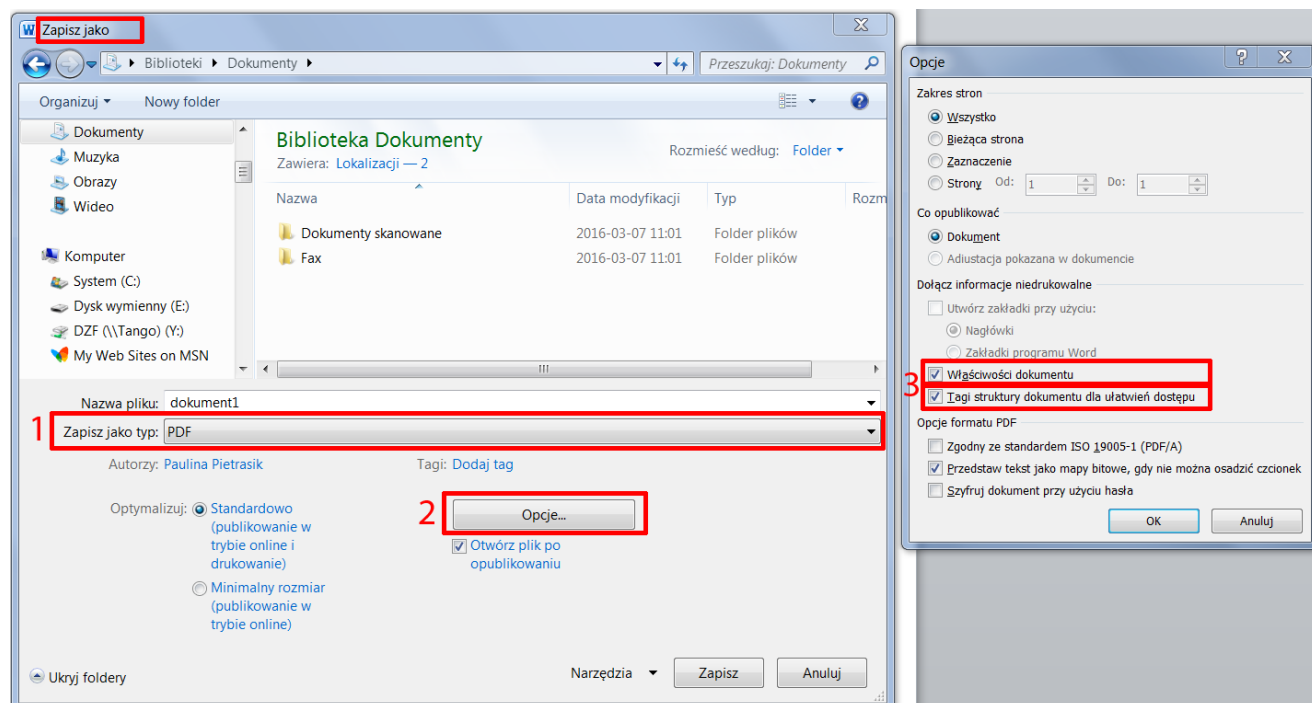 Zapisz jako
Biblioteki Dokumenty
Przeszukaj: Dokumenty
Organizuj Nowy folder
Dokumenty
Muzyka
Obrazy
Wideo
Komputer
System (C:)
Dysk wymienny (E:)
DZF (\\Tango) (Y:)
My Web Sites on MSN
Biblioteka Dokumenty
Zawiera: Lokalizacji — 2
Rozmieść według: Folder
Nazwa Data modyfikacji Typ Rozm
Dokumenty skanowane 2016-03-07 11:01 Folder plików
Fax 2016-03-07 11:01 Folder plików
Nazwa pliku: dokument1
1 Zapisz jako typ: PDF
Autorzy: Paulina Pietrasik Tagi: Dodaj tag
Optymalizuj: Standardowo
(publikowanie w
trybie online i
drukowanie)
Minimalny rozmiar
(publikowanie w
trybie online)
2 Opcje...
Otwórz plik po
opublikowaniu
Ukryj foldery Narzędzia Zapisz Anuluj
Opcje
Zakres stron
Wszystko
Bieżąca strona
Zaznaczenie
Strony Od: 1 Do: 1
Co opublikować
Dokument
Adiustacja pokazana w dokumencie
Dołącz informacje niedrukowalne
Utwórz zakładki przy użyciu:
Nagłówki
Zakładki programu Word
3 Właściwości dokumentu
Tagi struktury dokumentu dla ułatwień dostępu
Opcje formatu PDF
Zgodny ze standardem ISO 19005-1 (PDF/A)
Przedstaw tekst jako mapy bitowe, gdy nie można osadzić czcionek
Szyfruj dokument przy użyciu hasła
OK Anuluj